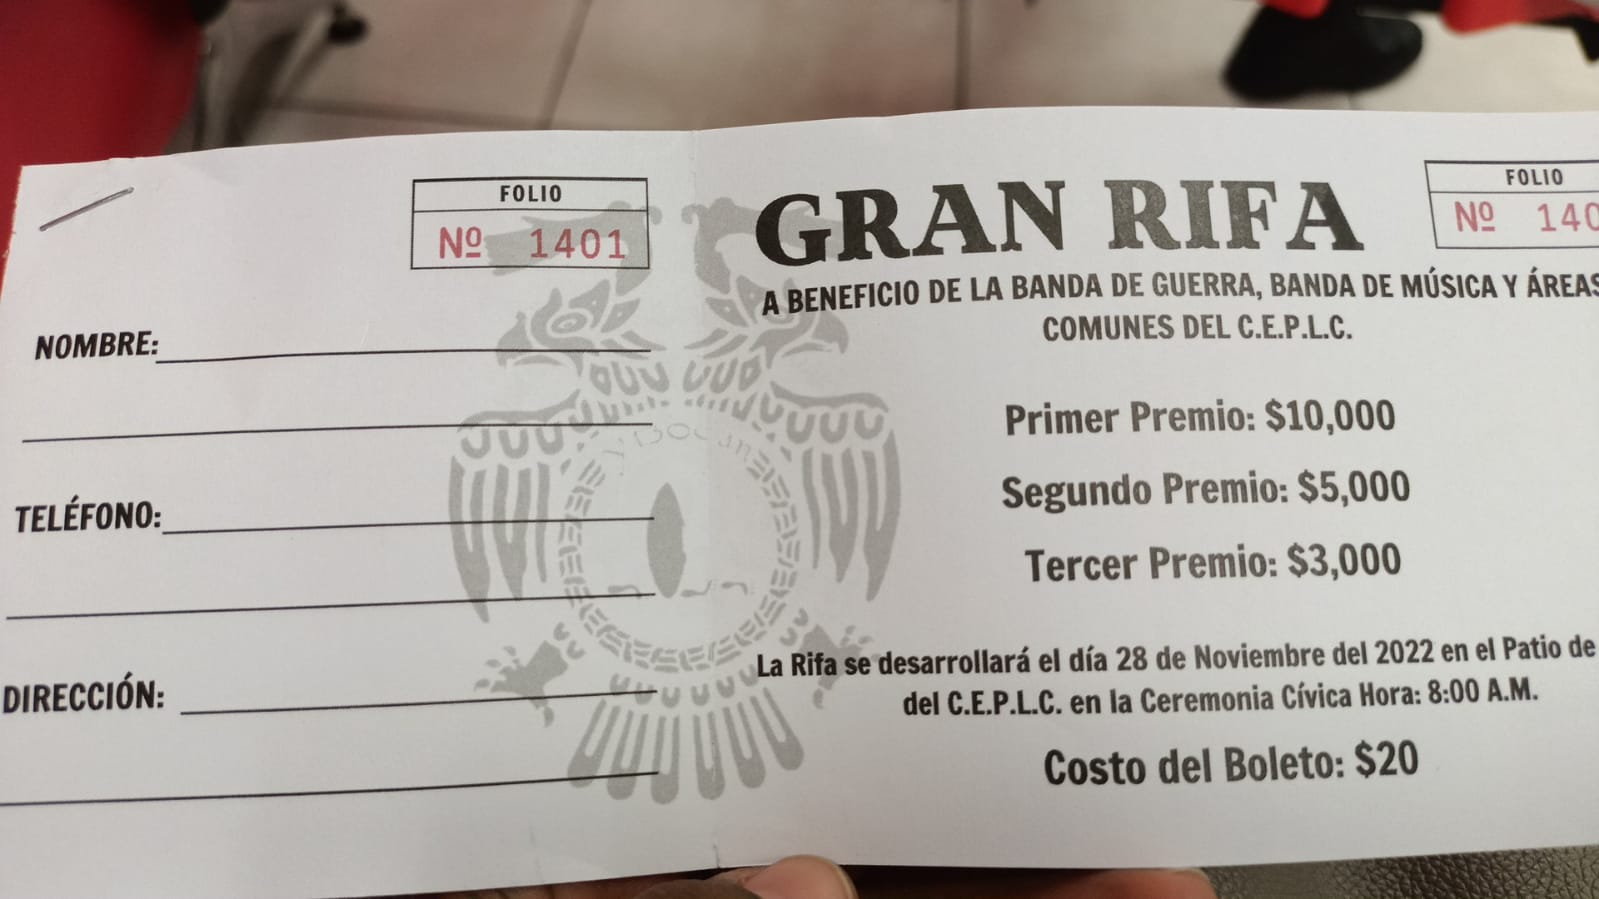 FOLIO
Nº 1401
NOMBRE:
TELÉFONO:
DIRECCIÓN:
GRAN RIFA
FOLIO
Nº 140
A BENEFICIO DE LA BANDA DE GUERRA, BANDA DE MÚSICA Y ÁREAS
COMUNES DEL C.E.P.L.C.
Primer Premio: $10,000
Segundo Premio: $5,000
Tercer Premio: $3,000
La Rifa se desarrollará el día 28 de Noviembre del 2022 en el Patio de
del C.E.P.L.C. en la Ceremonia Cívica Hora: 8:00 A.M.
Costo del Boleto: $20